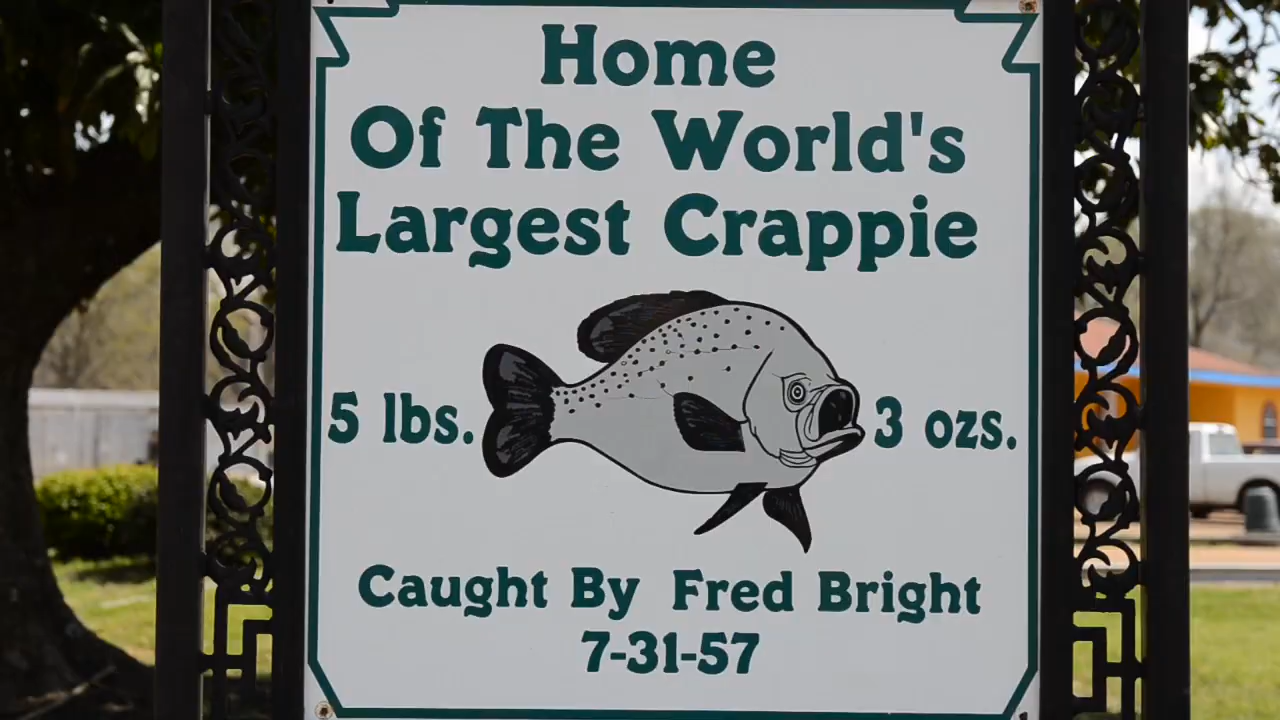 Home
Of The World's
Largest Crappie
5 lbs. 3 ozs.
Caught By Fred Bright
7-31-57